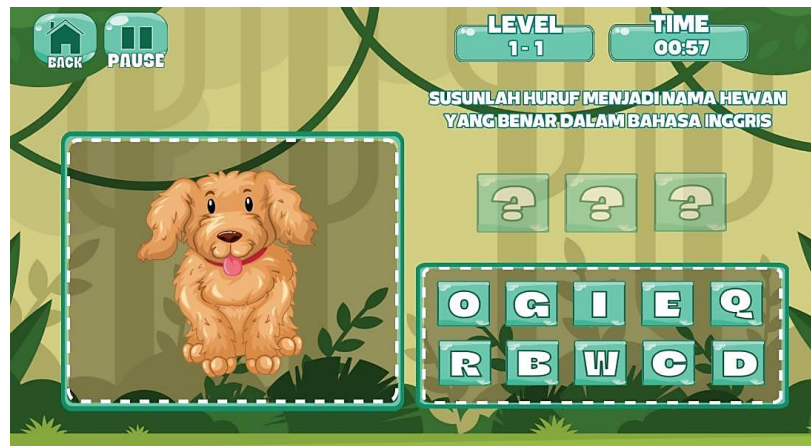 BACK
PAUSE
LEVEL
1 - 1
TIME
00:57
SUSUNLAH HURUF MENJADI NAMA HEWAN
YANG BENAR DALAM BAHASA INGGRIS
? ? ?
O G I E Q
R B W C D